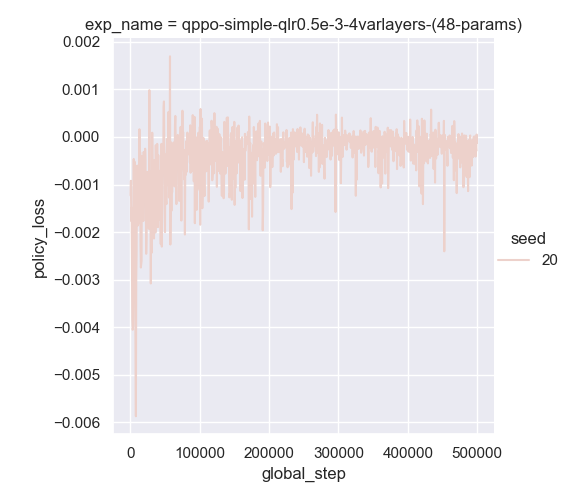 exp_name = qppo-simple-qlr0.5e-3-4varlayers-(48-params)
0.002
0.001
0.000
−0.001
−0.002
−0.003
−0.004
−0.005
−0.006
policy_loss
seed
20
0 100000 200000 300000 400000 500000
global_step